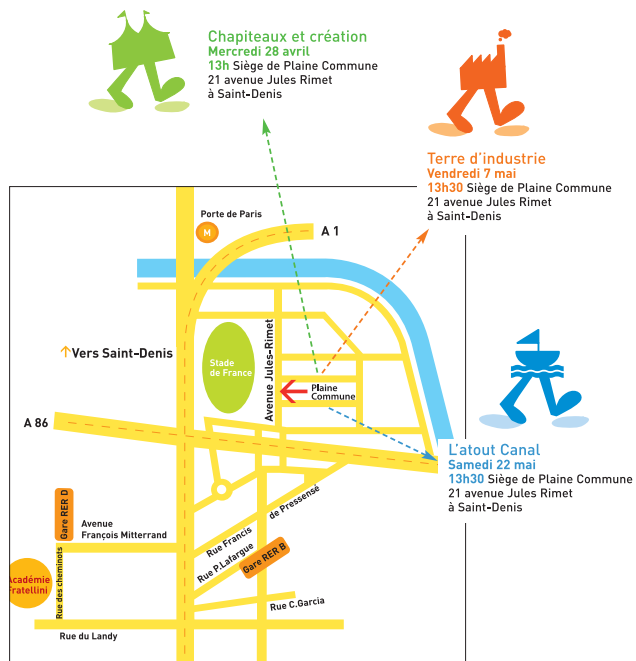 Chapiteaux et création
Mercredi 28 avril
13h Siège de Plaine Commune
21 avenue Jules Rimet
à Saint-Denis
Terre d'industrie
Vendredi 7 mai
13h30 Siège de Plaine Commune
21 avenue Jules Rimet
à Saint-Denis
Porte de Paris
M
A 1
↑Vers Saint-Denis
Stade
de France
Avenue Jules-Rimet
Plaine
Commune
A 86
L'atout Canal
Samedi 22 mai
13h30 Siège de Plaine Commune
21 avenue Jules Rimet
à Saint-Denis
Gare RER D
Avenue
François Mitterrand
Rue Francis
de Pressensé
Rue P.Lafargue
Gare RER B
Académie
Fratellini
Rue des cheminots
Rue C.Garcia
Rue du Landy